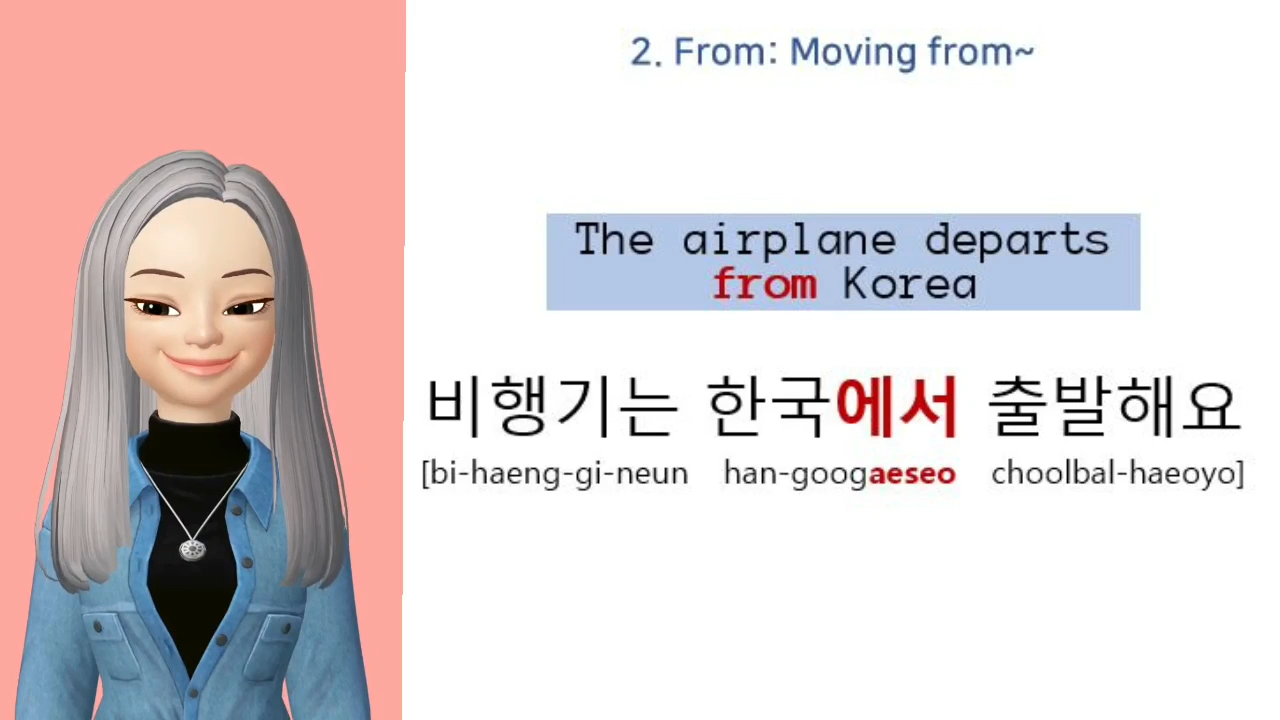 2. From: Moving from~
The airplane departs
from Korea
비행기는 한국에서 출발해요
[bi-haeng-gi-neun han-googaeseo choolbal-haeoyo]